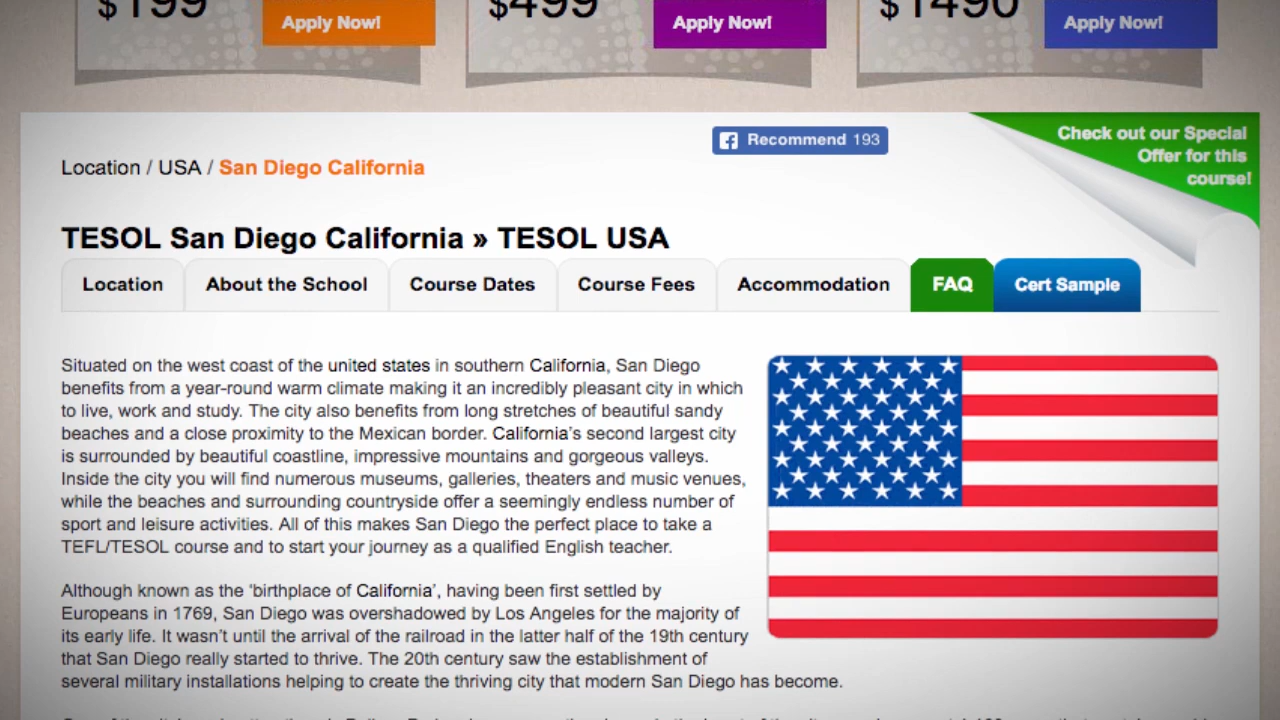 $199
Apply Now!
$499
Apply Now!
$1490
Apply Now!
Check out our Special
Offer for this
course!
Recommend 193
Location / USA / San Diego California
TESOL San Diego California » TESOL USA
Location
About the School
Course Dates
Course Fees
Accommodation
FAQ
Cert Sample
Situated on the west coast of the united states in southern California, San Diego
benefits from a year-round warm climate making it an incredibly pleasant city in which
to live, work and study. The city also benefits from long stretches of beautiful sandy
beaches and a close proximity to the Mexican border. California's second largest city
is surrounded by beautiful coastline, impressive mountains and gorgeous valleys.
Inside the city you will find numerous museums, galleries, theaters and music venues,
while the beaches and surrounding countryside offer a seemingly endless number of
sport and leisure activities. All of this makes San Diego the perfect place to take a
TEFL/TESOL course and to start your journey as a qualified English teacher.
Although known as the 'birthplace of California', having been first settled by
Europeans in 1769, San Diego was overshadowed by Los Angeles for the majority of
its early life. It wasn't until the arrival of the railroad in the latter half of the 19th century
that San Diego really started to thrive. The 20th century saw the establishment of
several military installations helping to create the thriving city that modern San Diego has become.